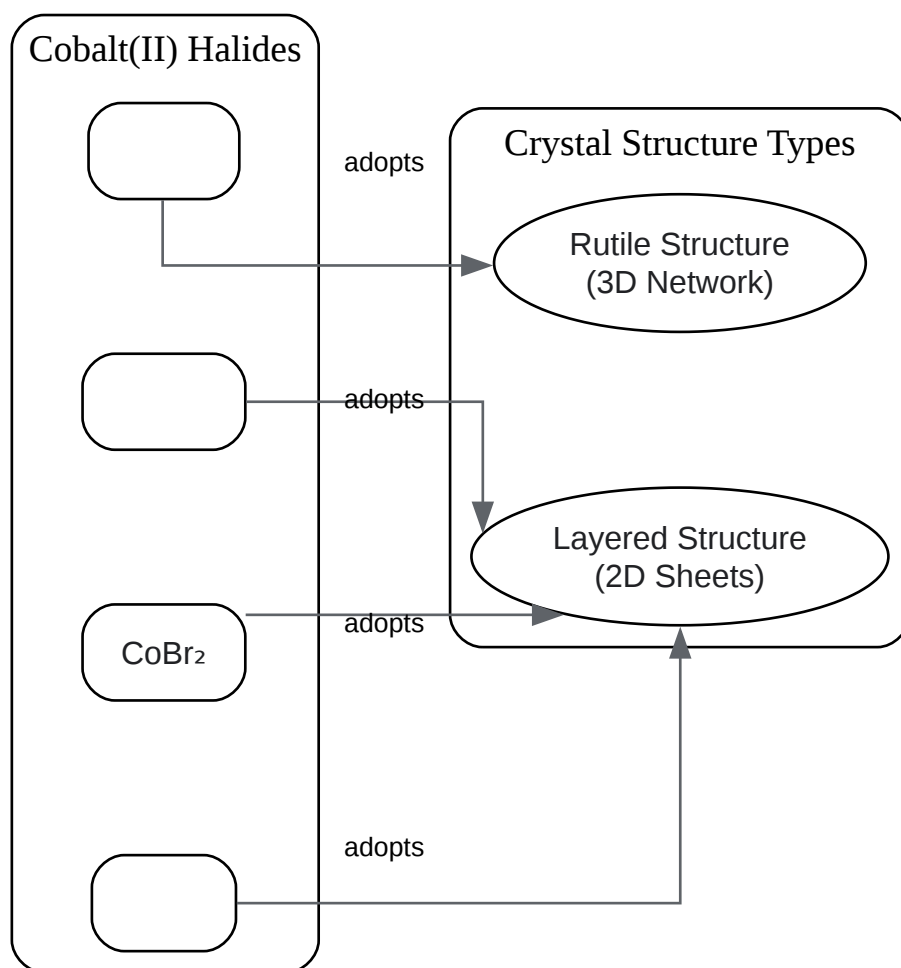 Cobalt(II) Halides
adopts
Crystal Structure Types
Rutile Structure
(3D Network)
adopts
Layered Structure
(2D Sheets)
adopts
CoBr₂
adopts